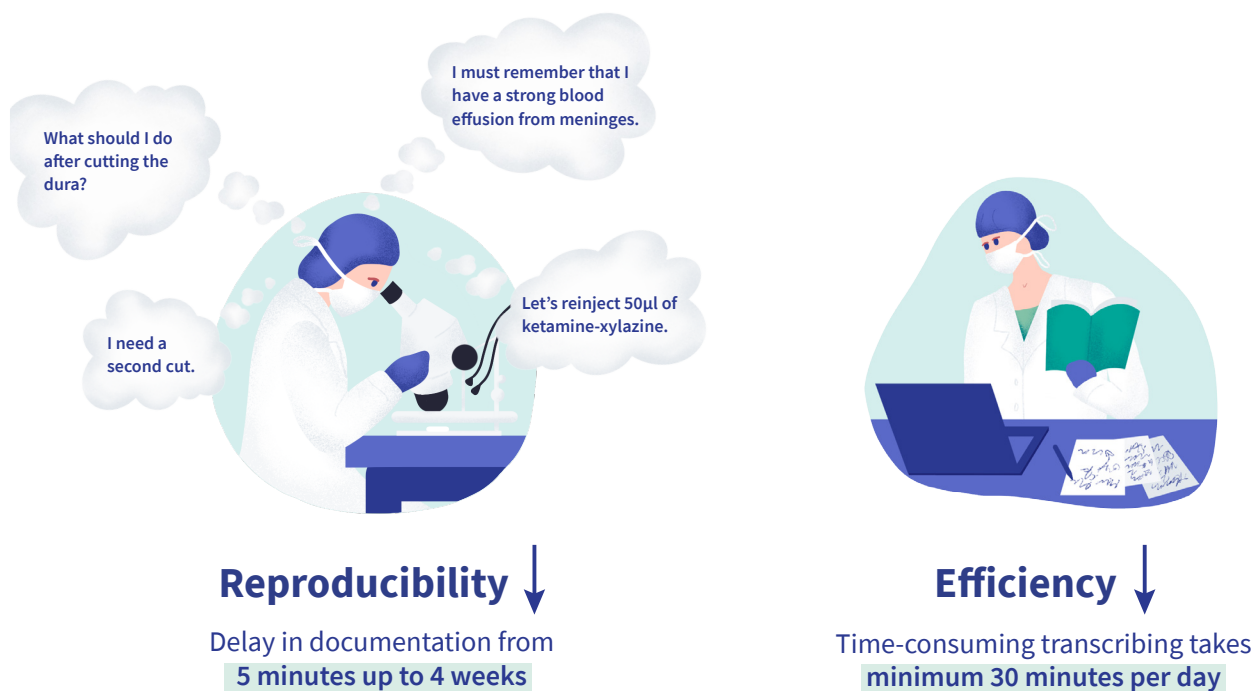 I must remember that I
have a strong blood
effusion from meninges.
What should I do
after cutting the
dura?
Let’s reinject 50µl of
ketamine-xylazine.
I need a
second cut.
Reproducibility
Delay in documentation from
5 minutes up to 4 weeks
Efficiency
Time-consuming transcribing takes
minimum 30 minutes per day